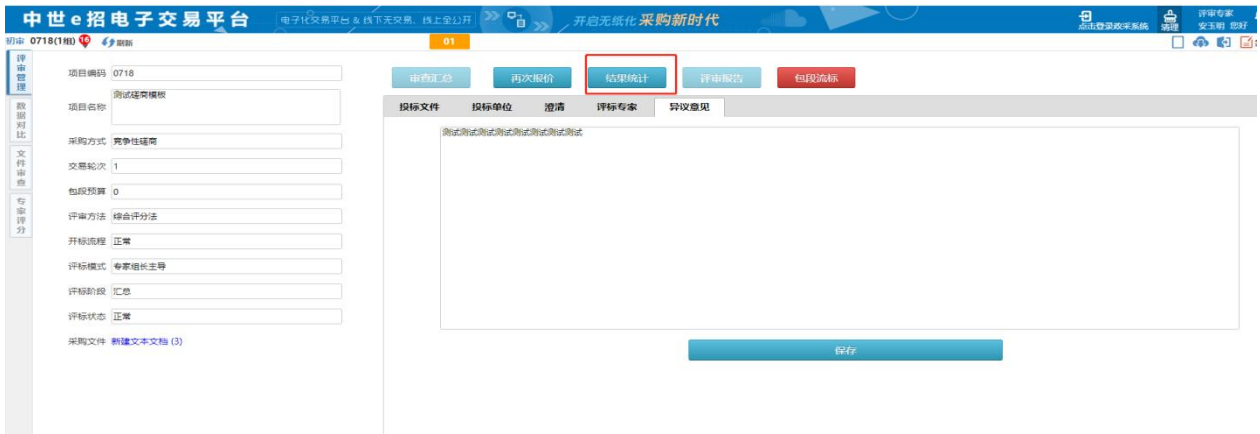 中世e招电子交易平台
电子化交易平台 & 线下无交易、线上全公开
开启无纸化 采购新时代
点击登录政采系统
清理
评审专家
安玉明 您好
初审 0718(1组) 16 刷新
01
评审管理
数据对比
文件审查
专家评分
项目编码 0718
项目名称 测试磋商模板
采购方式 竞争性磋商
交易轮次 1
包段预算 0
评审方法 综合评分法
开标流程 正常
评标模式 专家组长主导
评标阶段 汇总
评标状态 正常
采购文件 新建文本文档 (3)
审查汇总 再次报价 结果统计 评审报告 包段流标
投标文件 投标单位 澄清 评标专家 异议意见
测试测试测试测试测试测试测试测试
保存